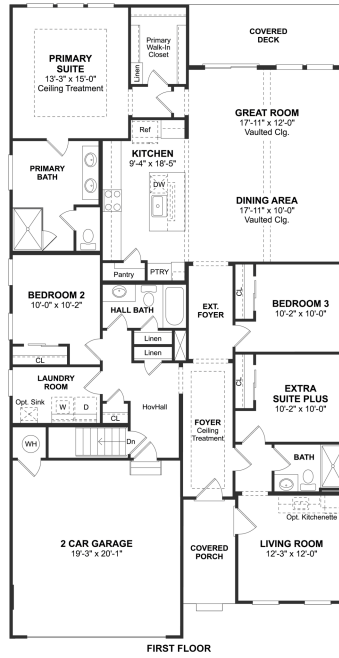 COVERED
DECK
Primary
Walk-In
Closet
Linen
PRIMARY
SUITE
13'-3" x 15'-0"
Ceiling Treatment
GREAT ROOM
17'-11" x 12'-0"
Vaulted Clg.
Ref
KITCHEN
9'-4" x 18'-5"
DW
PRIMARY
BATH
DINING AREA
17'-11" x 10'-0"
Vaulted Clg.
Pantry
PTRY
BEDROOM 2
10'-0" x 10'-2"
CL
HALL BATH
EXT.
FOYER
CL
BEDROOM 3
10'-2" x 10'-0"
Linen
Linen
LAUNDRY
ROOM
Opt. Sink
W
D
CL
HovHall
FOYER
Ceiling
Treatment
CL
EXTRA
SUITE PLUS
10'-2" x 10'-0"
WH
Dn
BATH
Opt. Kitchenette
2 CAR GARAGE
19'-3" x 20'-1"
COVERED
PORCH
LIVING ROOM
12'-3" x 12'-0"
FIRST FLOOR